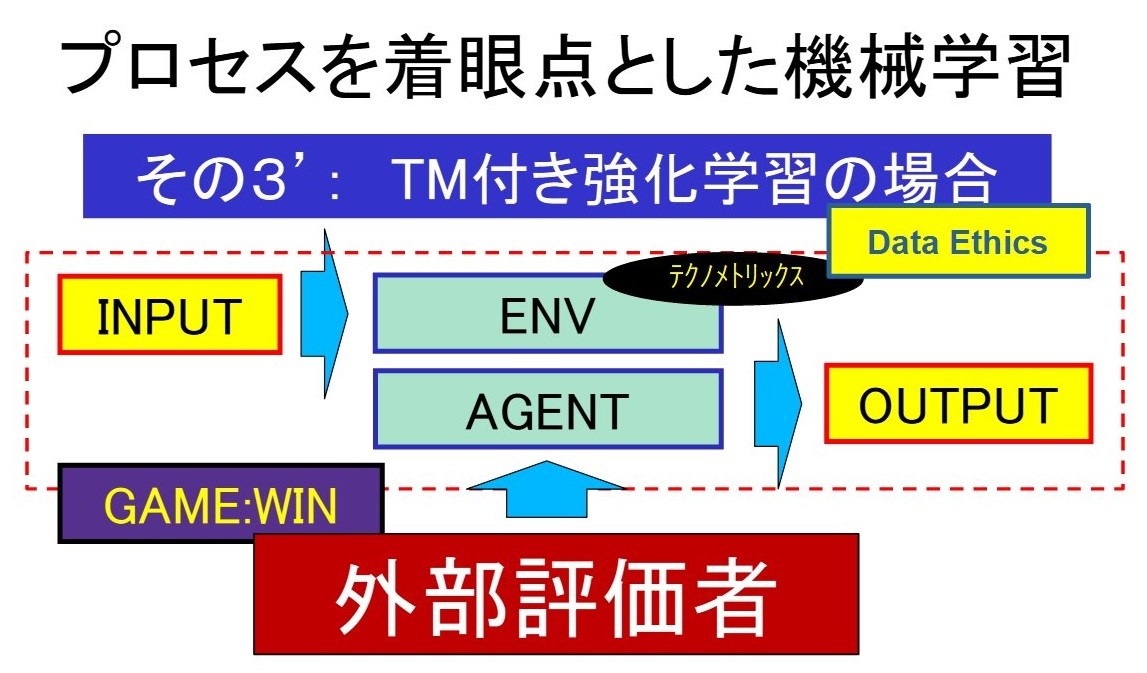 プロセスを着眼点とした機械学習
その３’： TM付き強化学習の場合
Data Ethics
ﾃｸﾉﾒﾄﾘｯｸｽ
INPUT
ENV
AGENT
OUTPUT
GAME:WIN
外部評価者